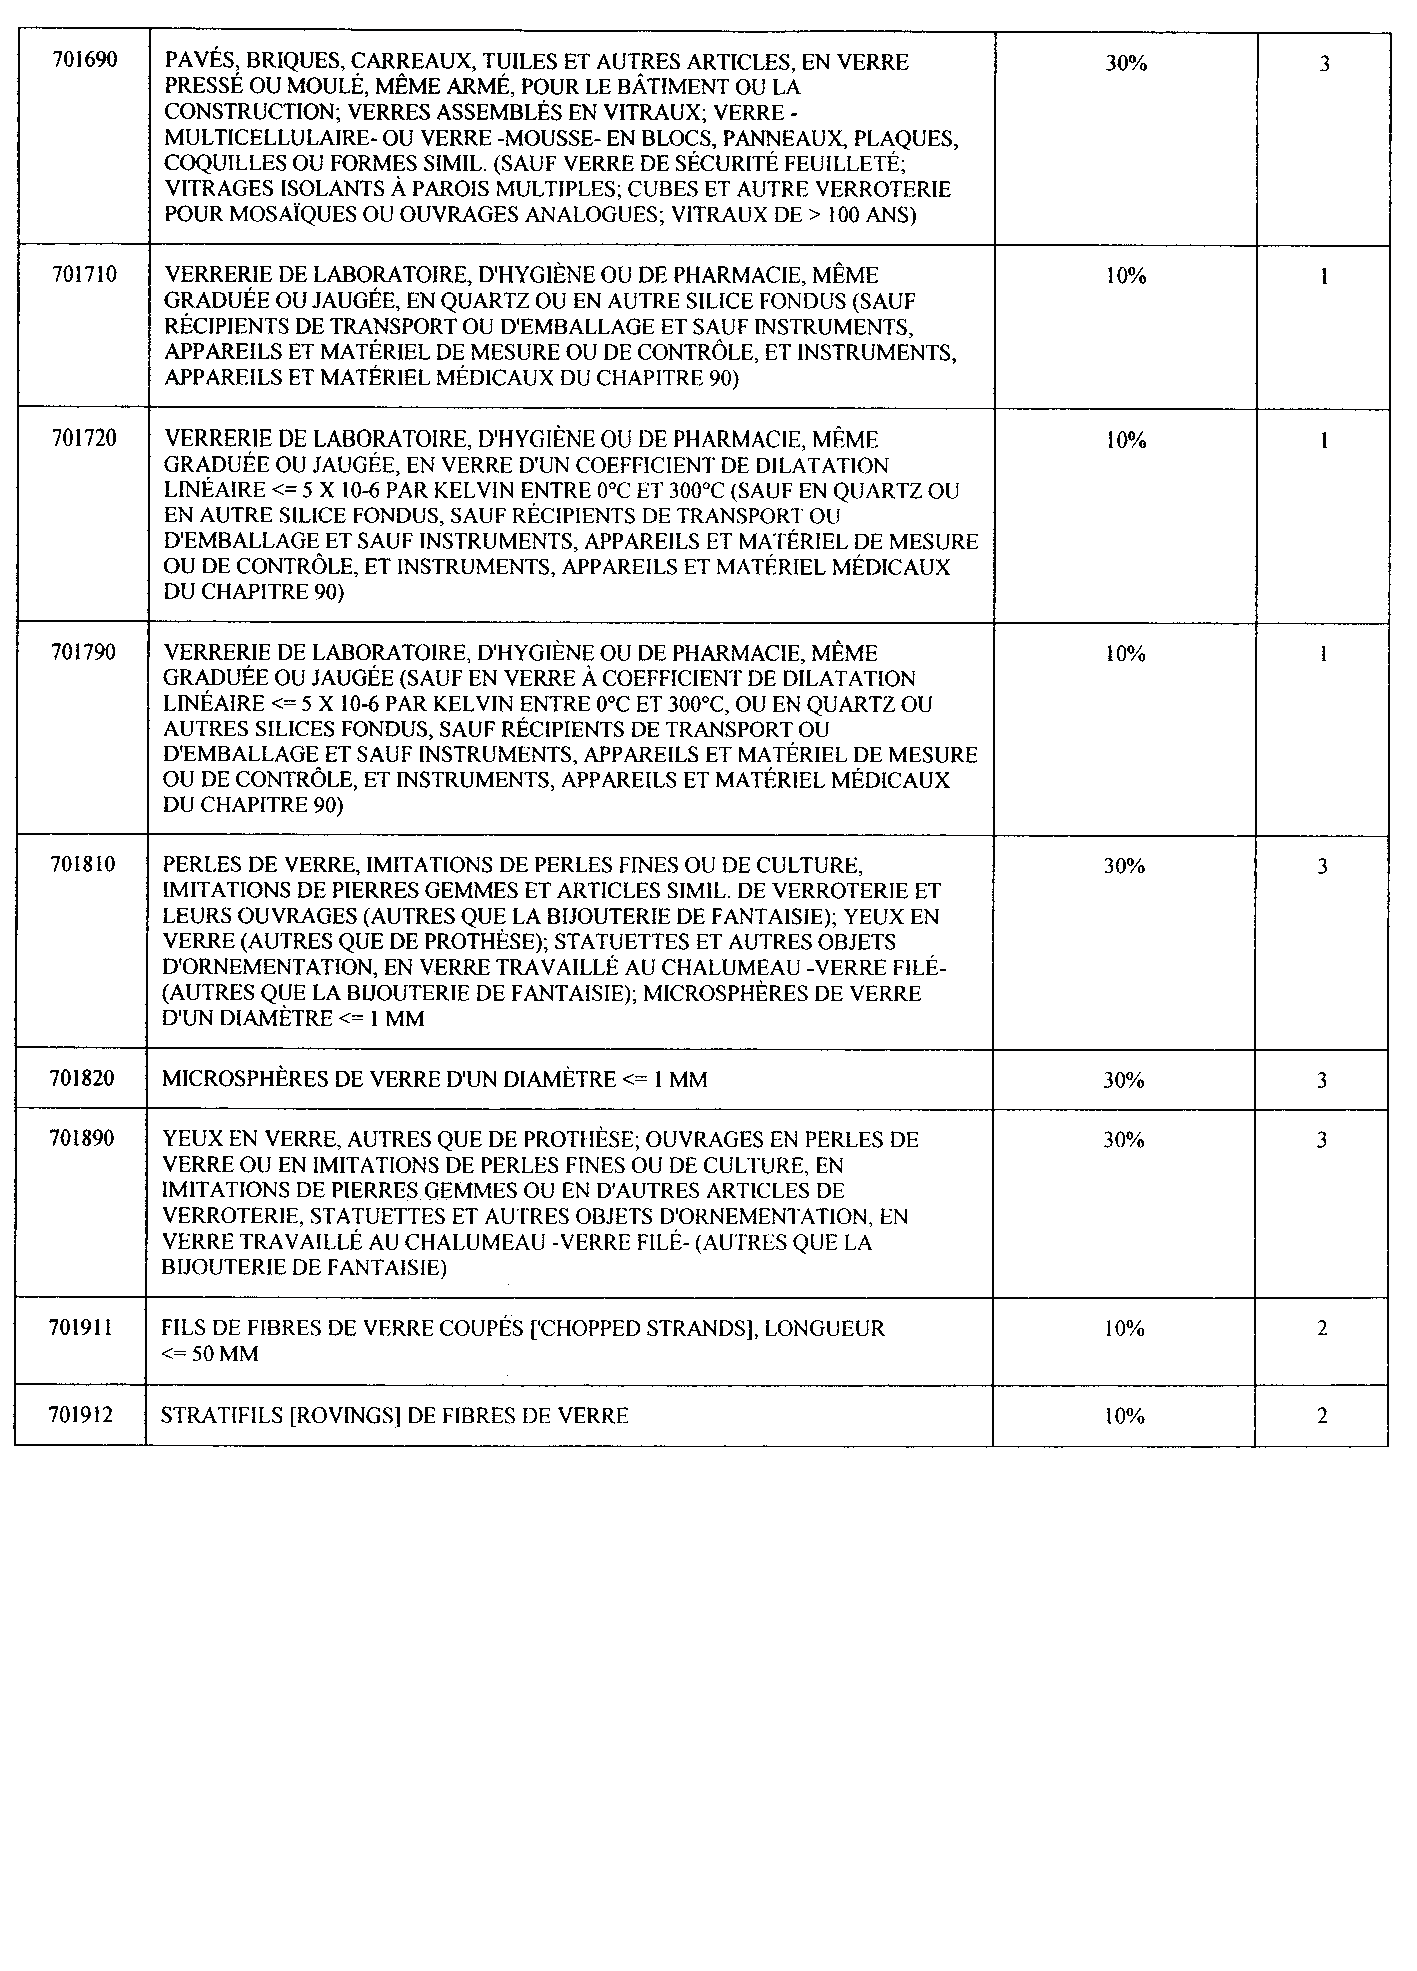 701690 PAVÉS, BRIQUES, CARREAUX, TUILES ET AUTRES ARTICLES, EN VERRE 30% 3
PRESSÉ OU MOULÉ, MÊME ARMÉ, POUR LE BÂTIMENT OU LA
CONSTRUCTION; VERRES ASSEMBLÉS EN VITRAUX; VERRE -
MULTICELLULAIRE- OU VERRE -MOUSSE- EN BLOCS, PANNEAUX, PLAQUES,
COQUILLES OU FORMES SIMIL. (SAUF VERRE DE SÉCURITÉ FEUILLETÉ;
VITRAGES ISOLANTS À PAROIS MULTIPLES; CUBES ET AUTRE VERROTERIE
POUR MOSAÏQUES OU OUVRAGES ANALOGUES; VITRAUX DE > 100 ANS)
701710 VERRERIE DE LABORATOIRE, D'HYGIÈNE OU DE PHARMACIE, MÊME 10% 1
GRADUÉE OU JAUGÉE, EN QUARTZ OU EN AUTRE SILICE FONDUS (SAUF
RÉCIPIENTS DE TRANSPORT OU D'EMBALLAGE ET SAUF INSTRUMENTS,
APPAREILS ET MATÉRIEL DE MESURE OU DE CONTRÔLE, ET INSTRUMENTS,
APPAREILS ET MATÉRIEL MÉDICAUX DU CHAPITRE 90)
701720 VERRERIE DE LABORATOIRE, D'HYGIÈNE OU DE PHARMACIE, MÊME 10% 1
GRADUÉE OU JAUGÉE, EN VERRE D'UN COEFFICIENT DE DILATATION
LINÉAIRE <= 5 X 10-6 PAR KELVIN ENTRE 0°C ET 300°C (SAUF EN QUARTZ OU
EN AUTRE SILICE FONDUS, SAUF RÉCIPIENTS DE TRANSPORT OU
D'EMBALLAGE ET SAUF INSTRUMENTS, APPAREILS ET MATÉRIEL DE MESURE
OU DE CONTRÔLE, ET INSTRUMENTS, APPAREILS ET MATÉRIEL MÉDICAUX
DU CHAPITRE 90)
701790 VERRERIE DE LABORATOIRE, D'HYGIÈNE OU DE PHARMACIE, MÊME 10% 1
GRADUÉE OU JAUGÉE (SAUF EN VERRE À COEFFICIENT DE DILATATION
LINÉAIRE <= 5 X 10-6 PAR KELVIN ENTRE 0°C ET 300°C, OU EN QUARTZ OU
AUTRES SILICES FONDUS, SAUF RÉCIPIENTS DE TRANSPORT OU
D'EMBALLAGE ET SAUF INSTRUMENTS, APPAREILS ET MATÉRIEL DE MESURE
OU DE CONTRÔLE, ET INSTRUMENTS, APPAREILS ET MATÉRIEL MÉDICAUX
DU CHAPITRE 90)
701810 PERLES DE VERRE, IMITATIONS DE PERLES FINES OU DE CULTURE, 30% 3
IMITATIONS DE PIERRES GEMMES ET ARTICLES SIMIL. DE VERROTERIE ET
LEURS OUVRAGES (AUTRES QUE LA BIJOUTERIE DE FANTAISIE); YEUX EN
VERRE (AUTRES QUE DE PROTHÈSE); STATUETTES ET AUTRES OBJETS
D'ORNEMENTATION, EN VERRE TRAVAILLÉ AU CHALUMEAU -VERRE FILÉ-
(AUTRES QUE LA BIJOUTERIE DE FANTAISIE); MICROSPHÈRES DE VERRE
D'UN DIAMÈTRE <= 1 MM
701820 MICROSPHÈRES DE VERRE D'UN DIAMÈTRE <= 1 MM 30% 3
701890 YEUX EN VERRE, AUTRES QUE DE PROTHÈSE; OUVRAGES EN PERLES DE 30% 3
VERRE OU EN IMITATIONS DE PERLES FINES OU DE CULTURE, EN
IMITATIONS DE PIERRES GEMMES OU EN D'AUTRES ARTICLES DE
VERROTERIE, STATUETTES ET AUTRES OBJETS D'ORNEMENTATION, EN
VERRE TRAVAILLÉ AU CHALUMEAU -VERRE FILÉ- (AUTRES QUE LA
BIJOUTERIE DE FANTAISIE)
701911 FILS DE FIBRES DE VERRE COUPÉS ['CHOPPED STRANDS], LONGUEUR 10% 2
<= 50 MM
701912 STRATIFILS [ROVINGS] DE FIBRES DE VERRE 10% 2